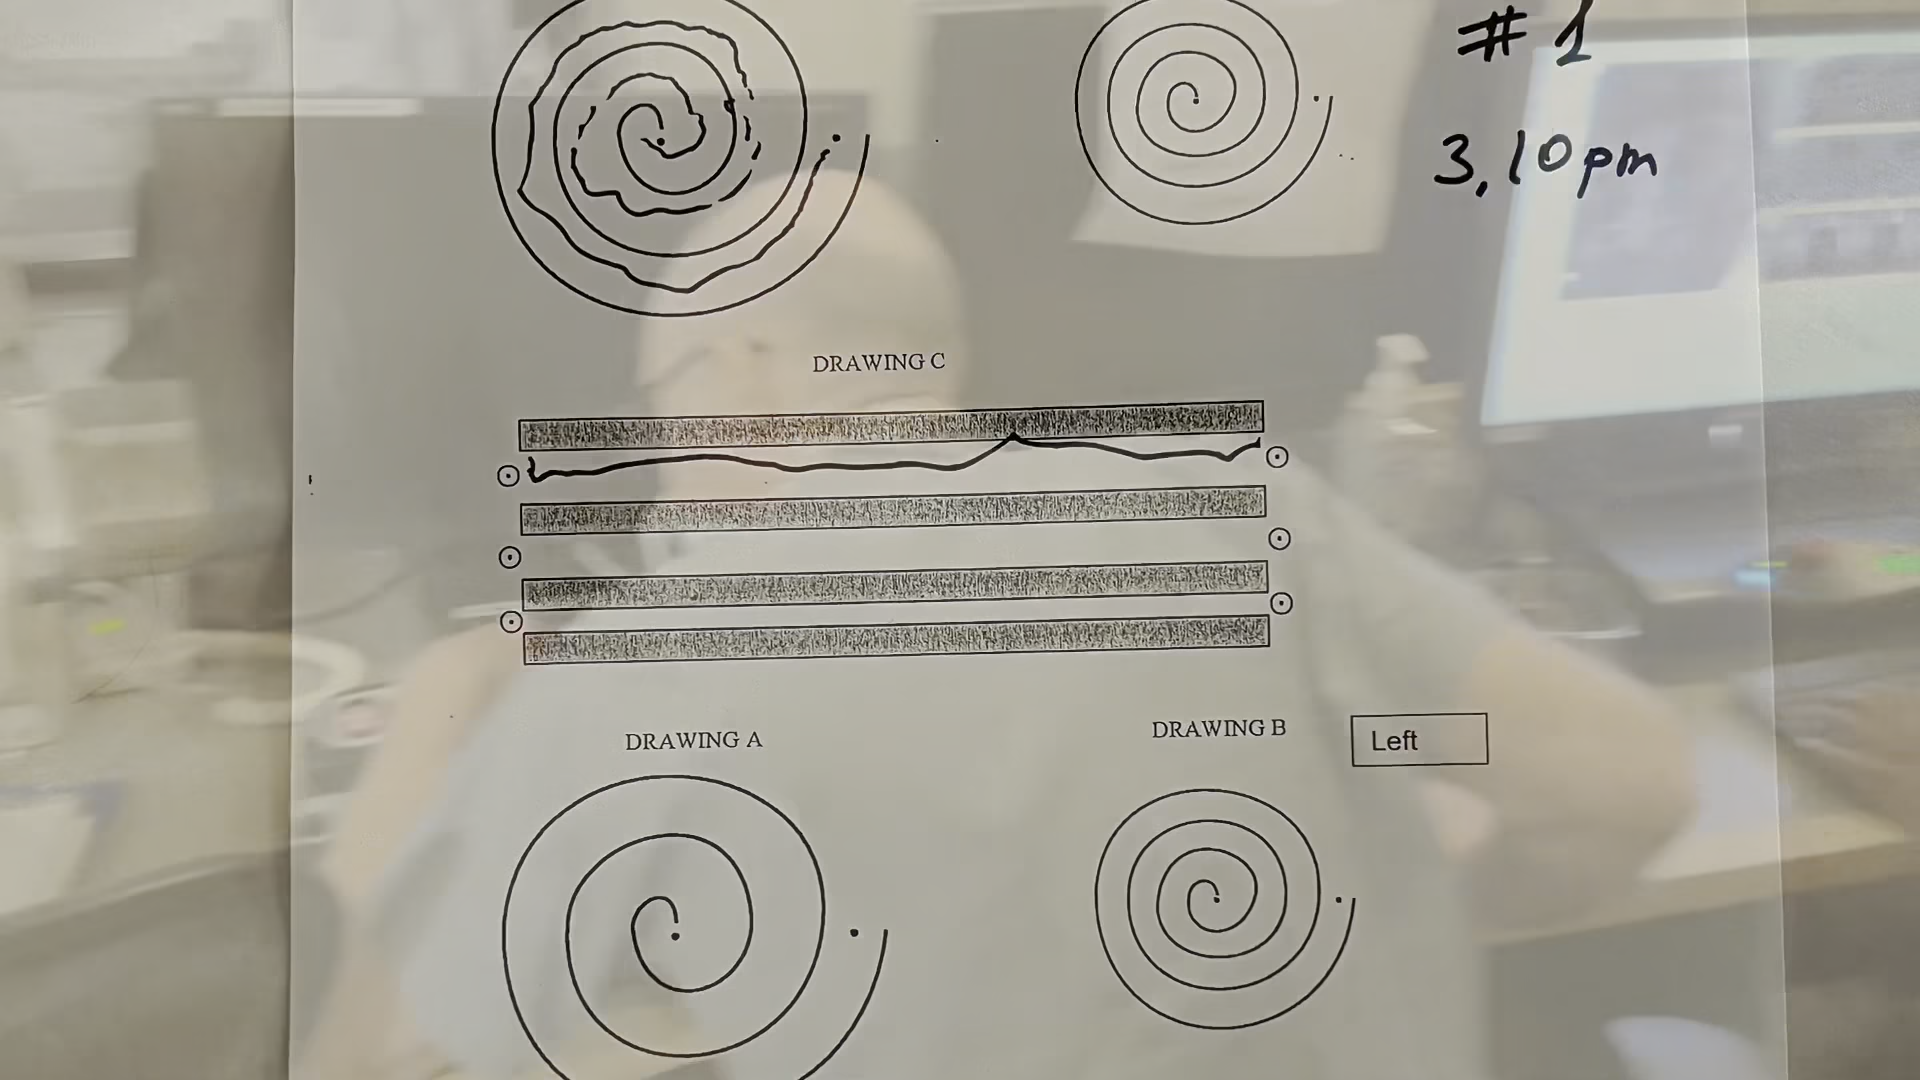 # 1
3,10pm
DRAWING C
DRAWING A
DRAWING B
Left